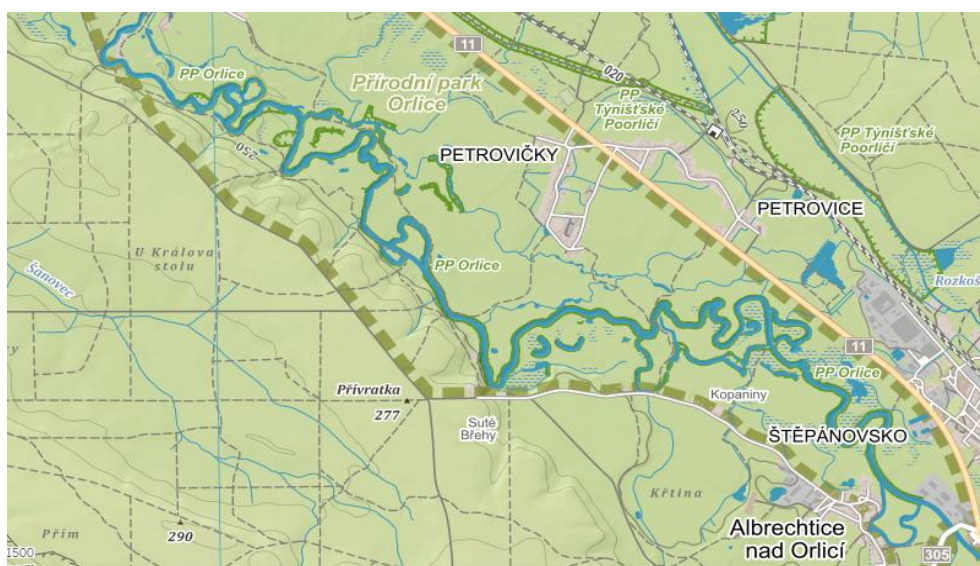 11
PP Orlice
Přírodní park
Orlice
020
PP
Týnišťské
Poorličí
250
PP Týnišťské
Poorličí
PETROVIČKY
250
PETROVICE
U Králova
stolu
Šanovec
PP Orlice
Rozkoš
11
PP Orlice
Přívratka
277
Kopaniny
Suté
Břehy
ŠTĚPÁNOVSKO
Křtina
290
Přím
Albrechtice
nad Orlicí
1500
305